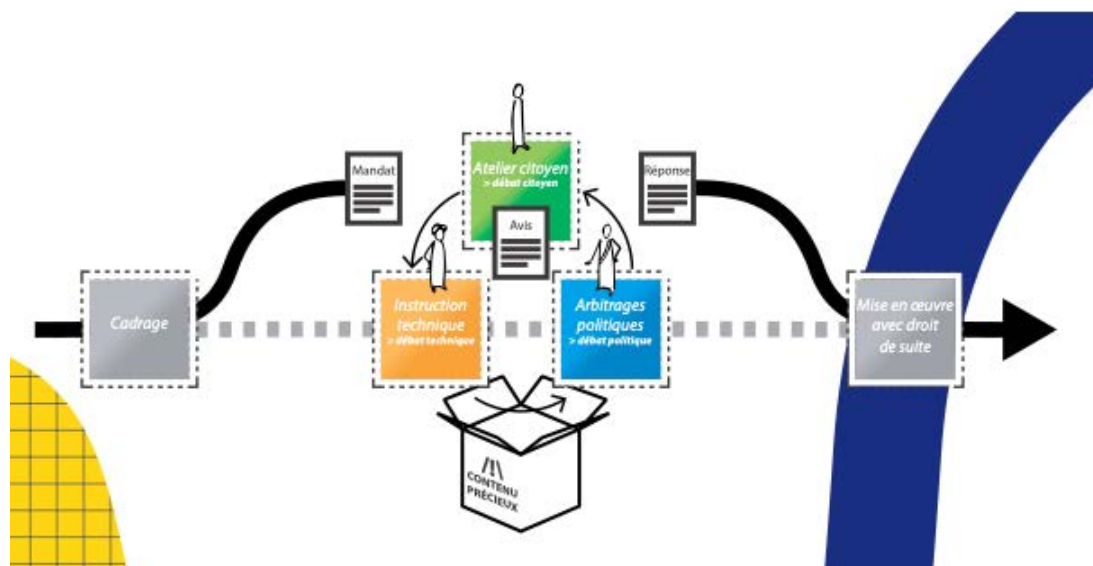 Mandat
Atelier citoyen
> débat citoyen
Réponse
Avis
Cadrage
Instruction
technique
> débat technique
Arbitrages
politiques
> débat politique
Mise en œuvre
avec droit
de suite
/!\
CONTENU
PRÉCIEUX